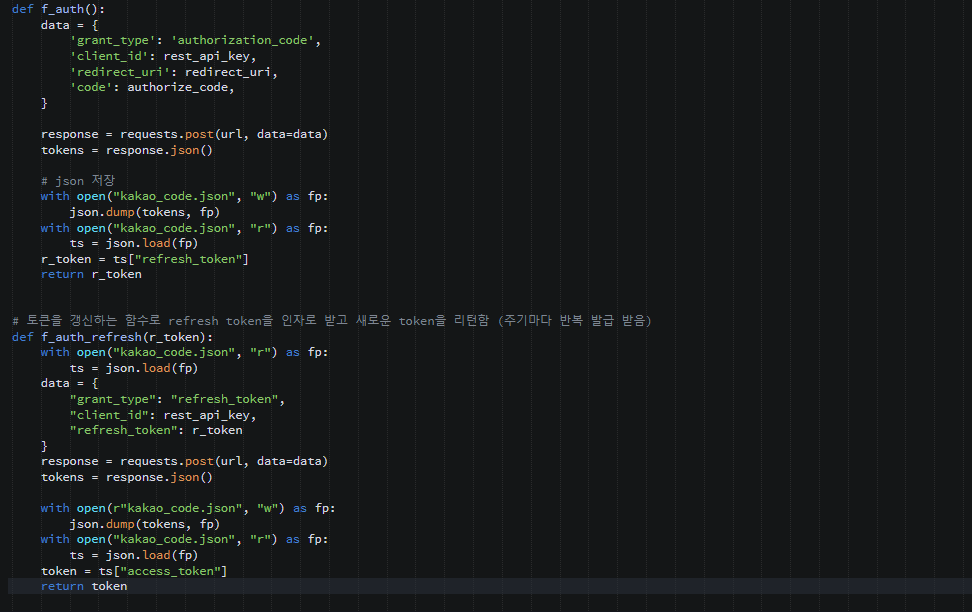 def f_auth():
    data = {
        'grant_type': 'authorization_code',
        'client_id': rest_api_key,
        'redirect_uri': redirect_uri,
        'code': authorize_code,
    }

    response = requests.post(url, data=data)
    tokens = response.json()

    # json 저장
    with open("kakao_code.json", "w") as fp:
        json.dump(tokens, fp)
    with open("kakao_code.json", "r") as fp:
        ts = json.load(fp)
    r_token = ts["refresh_token"]
    return r_token


# 토큰을 갱신하는 함수로 refresh token을 인자로 받고 새로운 token을 리턴함 (주기마다 반복 발급 받음)
def f_auth_refresh(r_token):
    with open("kakao_code.json", "r") as fp:
        ts = json.load(fp)
    data = {
        "grant_type": "refresh_token",
        "client_id": rest_api_key,
        "refresh_token": r_token
    }
    response = requests.post(url, data=data)
    tokens = response.json()

    with open(r"kakao_code.json", "w") as fp:
        json.dump(tokens, fp)
    with open("kakao_code.json", "r") as fp:
        ts = json.load(fp)
    token = ts["access_token"]
    return token